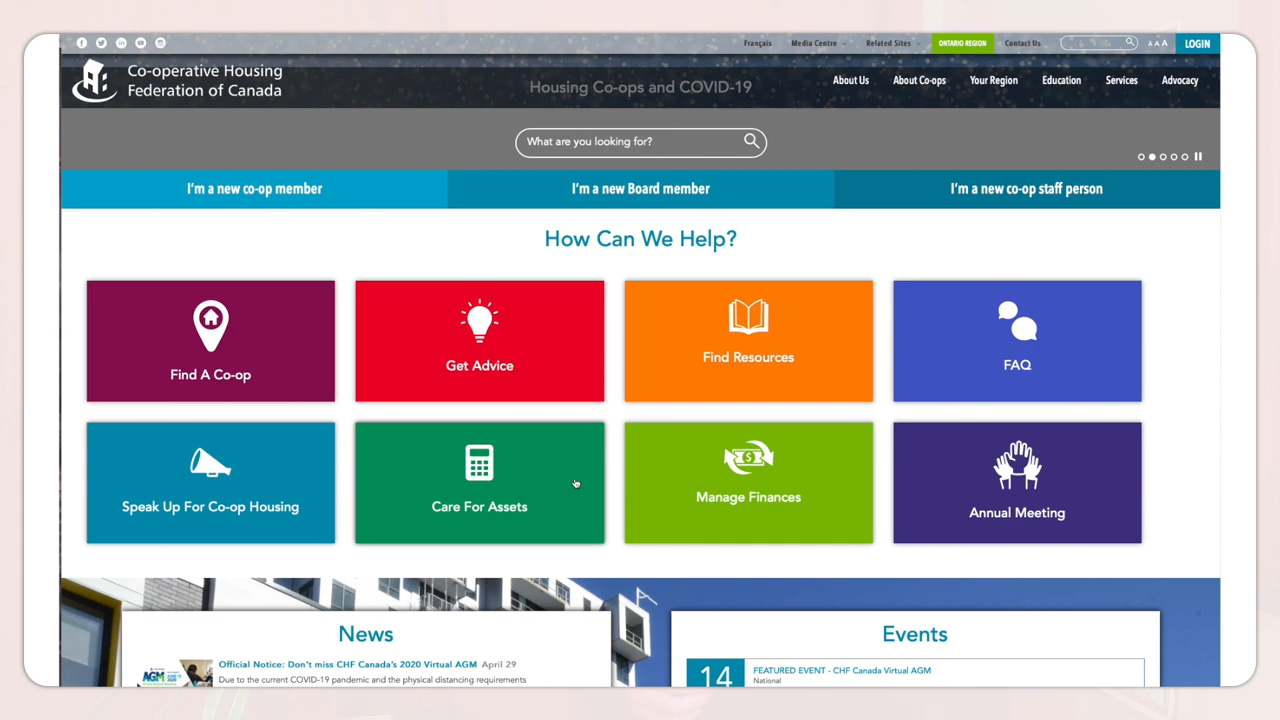 Français Media Centre Related Sites ONTARIO REGION Contact Us A A A LOGIN
Co-operative Housing
Federation of Canada
Housing Co-ops and COVID-19
About Us About Co-ops Your Region Education Services Advocacy
What are you looking for?
I'm a new co-op member I'm a new Board member I'm a new co-op staff person
How Can We Help?
Find A Co-op Get Advice Find Resources FAQ
Speak Up For Co-op Housing Care For Assets Manage Finances Annual Meeting
News
Official Notice: Don't miss CHF Canada's 2020 Virtual AGM April 29
AGM
Due to the current COVID-19 pandemic and the physical distancing requirements
Events
14
FEATURED EVENT - CHF Canada Virtual AGM
National